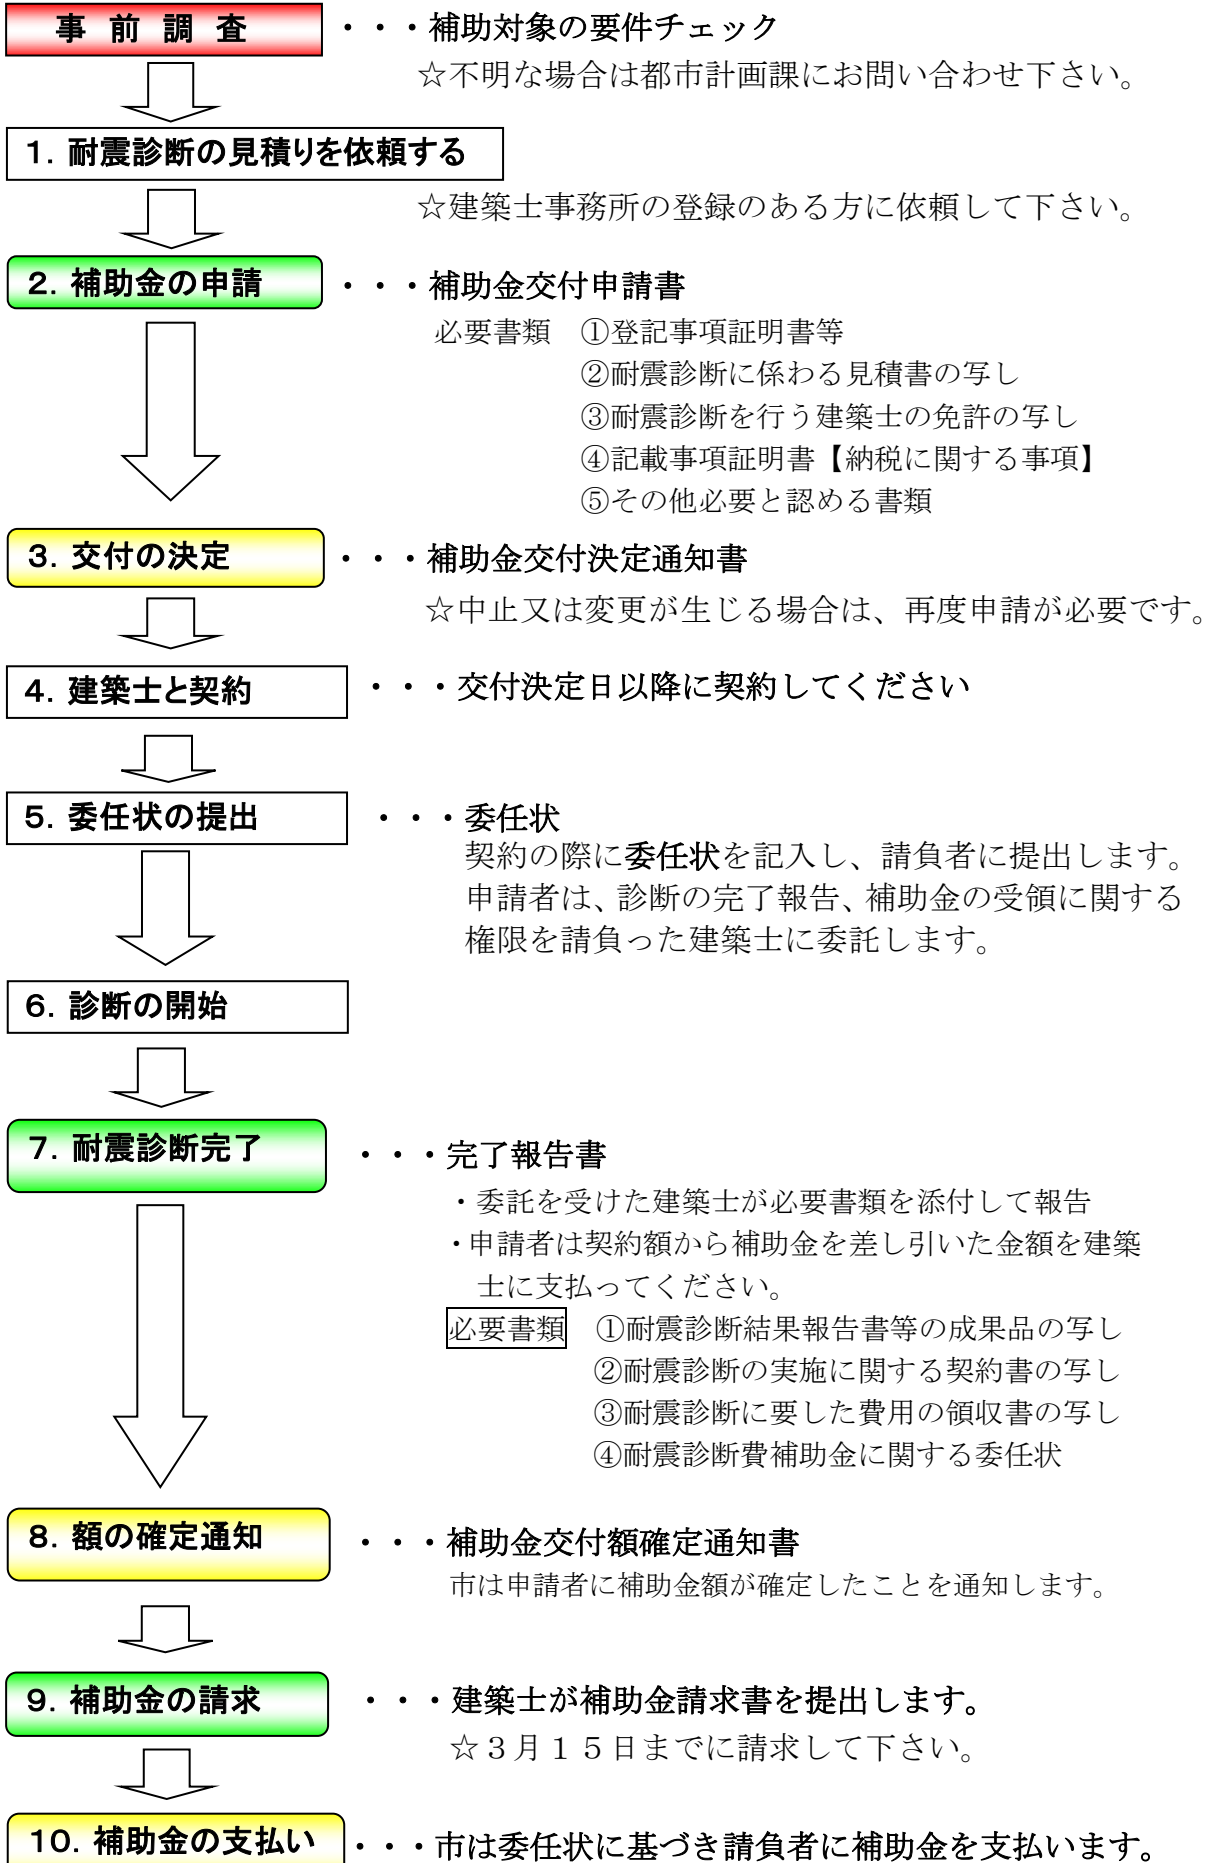 事 前 調 査 ・・・補助対象の要件チェック
☆不明な場合は都市計画課にお問い合わせ下さい。
1．耐震診断の見積りを依頼する
☆建築士事務所の登録のある方に依頼して下さい。
2．補助金の申請 ・・・補助金交付申請書
必要書類 ①登記事項証明書等
②耐震診断に係わる見積書の写し
③耐震診断を行う建築士の免許の写し
④記載事項証明書【納税に関する事項】
⑤その他必要と認める書類
3．交付の決定 ・・・補助金交付決定通知書
☆中止又は変更が生じる場合は、再度申請が必要です。
4．建築士と契約 ・・・交付決定日以降に契約してください
5．委任状の提出 ・・・委任状
契約の際に委任状を記入し、請負者に提出します。
申請者は、診断の完了報告、補助金の受領に関する
権限を請負った建築士に委託します。
6．診断の開始
7．耐震診断完了 ・・・完了報告書
・委託を受けた建築士が必要書類を添付して報告
・申請者は契約額から補助金を差し引いた金額を建築
士に支払ってください。
必要書類 ①耐震診断結果報告書等の成果品の写し
②耐震診断の実施に関する契約書の写し
③耐震診断に要した費用の領収書の写し
④耐震診断費補助金に関する委任状
8．額の確定通知 ・・・補助金交付額確定通知書
市は申請者に補助金額が確定したことを通知します。
9．補助金の請求 ・・・建築士が補助金請求書を提出します。
☆３月１５日までに請求して下さい。
10．補助金の支払い ・・・市は委任状に基づき請負者に補助金を支払います。